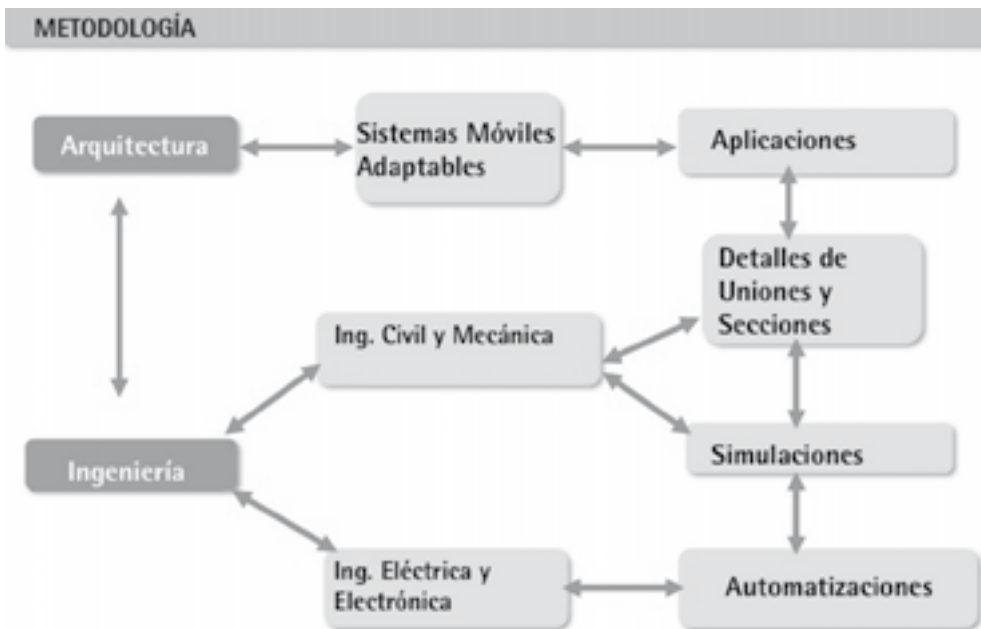 METODOLOGÍA
Arquitectura
Sistemas Móviles
Adaptables
Aplicaciones
Detalles de
Uniones y
Secciones
Ing. Civil y Mecánica
Simulaciones
Ingeniería
Ing. Eléctrica y
Electrónica
Automatizaciones